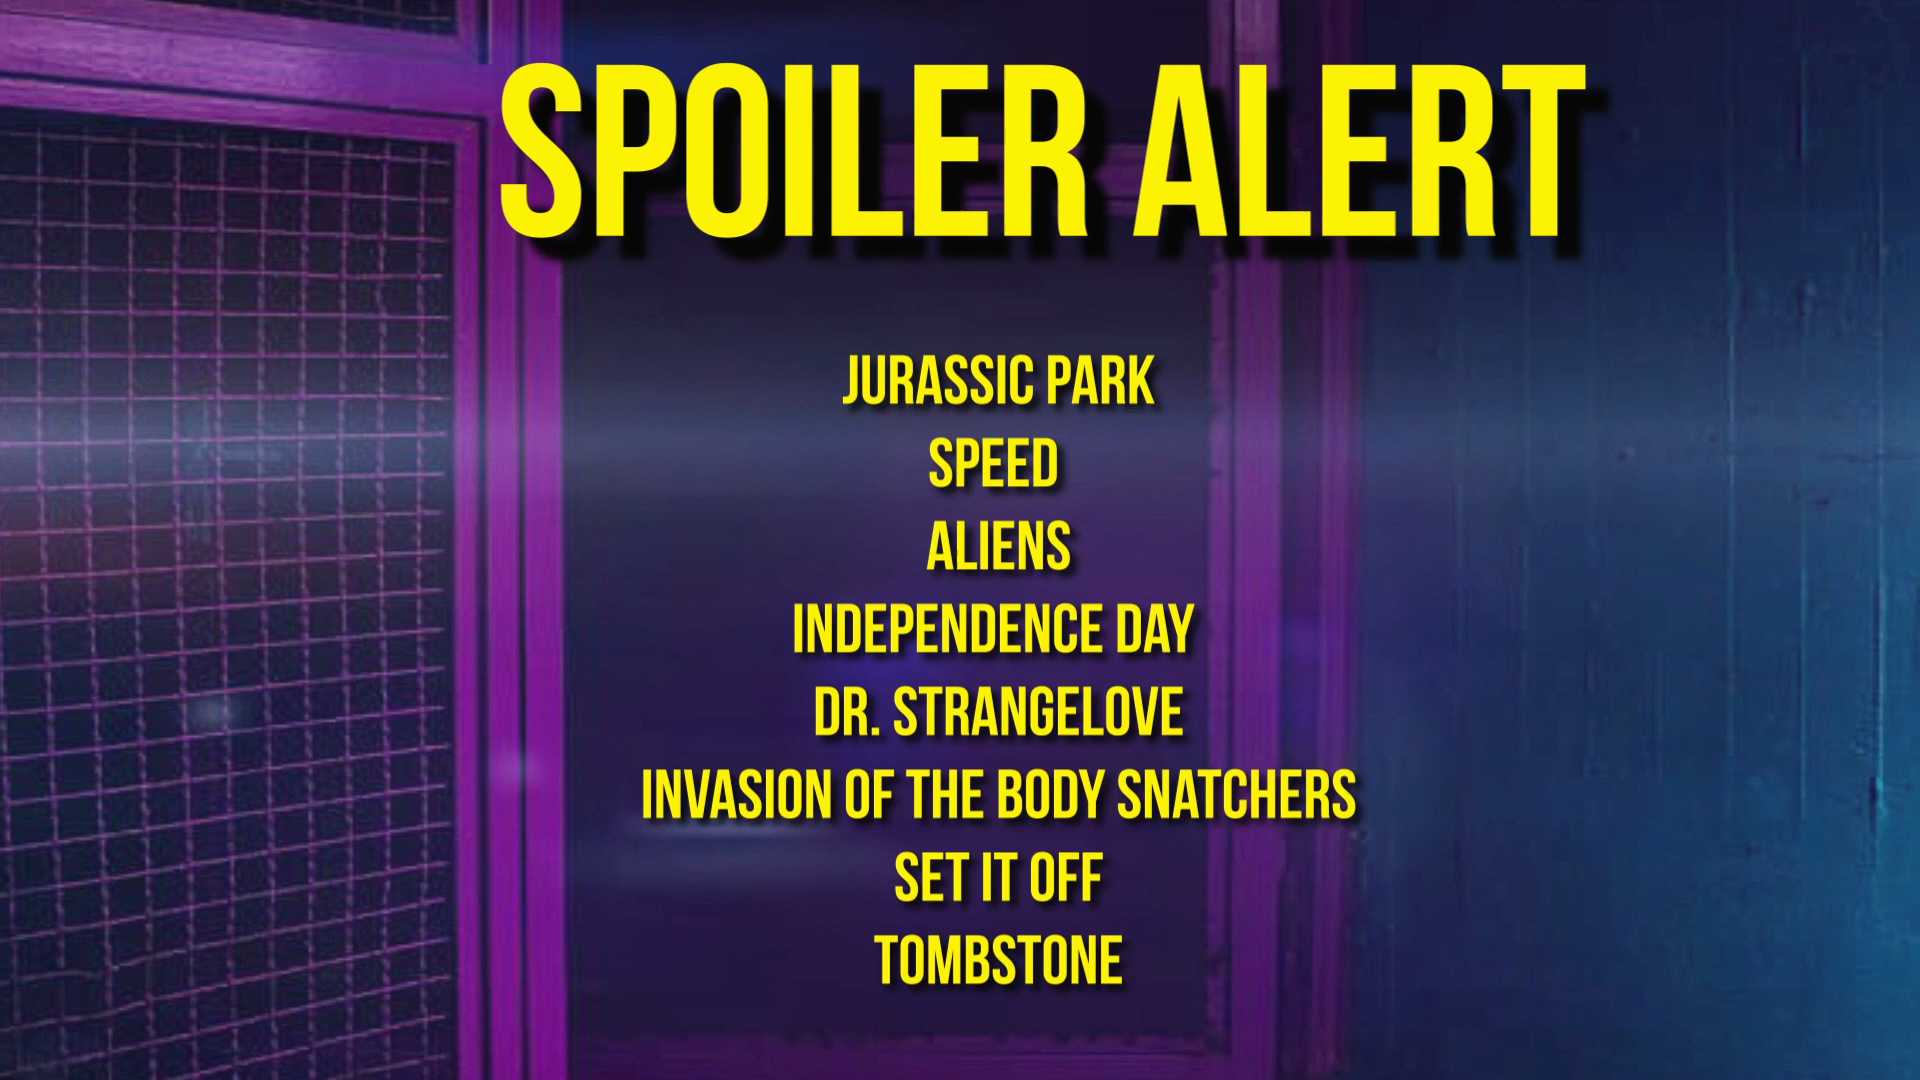 SPOILER ALERT
JURASSIC PARK
SPEED
ALIENS
INDEPENDENCE DAY
DR. STRANGELOVE
INVASION OF THE BODY SNATCHERS
SET IT OFF
TOMBSTONE